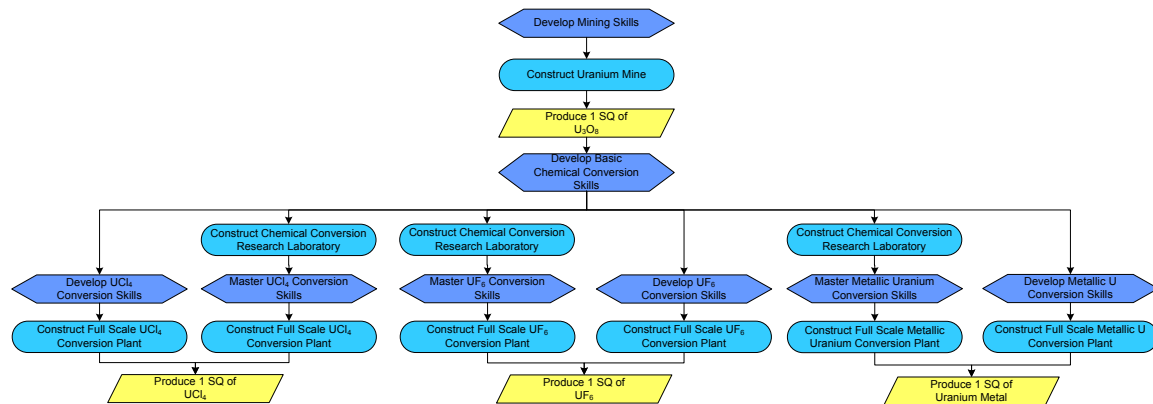 Develop Mining Skills
Construct Uranium Mine
Produce 1 SQ of
U₃O₈
Develop Basic
Chemical Conversion
Skills
Construct Chemical Conversion
Research Laboratory
Construct Chemical Conversion
Research Laboratory
Construct Chemical Conversion
Research Laboratory
Develop UCl₄
Conversion Skills
Master UCl₄ Conversion
Skills
Master UF₆ Conversion
Skills
Develop UF₆
Conversion Skills
Master Metallic Uranium
Conversion Skills
Develop Metallic U
Conversion Skills
Construct Full Scale UCl₄
Conversion Plant
Construct Full Scale UCl₄
Conversion Plant
Construct Full Scale UF₆
Conversion Plant
Construct Full Scale UF₆
Conversion Plant
Construct Full Scale Metallic
Uranium Conversion Plant
Construct Full Scale Metallic U
Conversion Plant
Produce 1 SQ of
UCl₄
Produce 1 SQ of
UF₆
Produce 1 SQ of
Uranium Metal